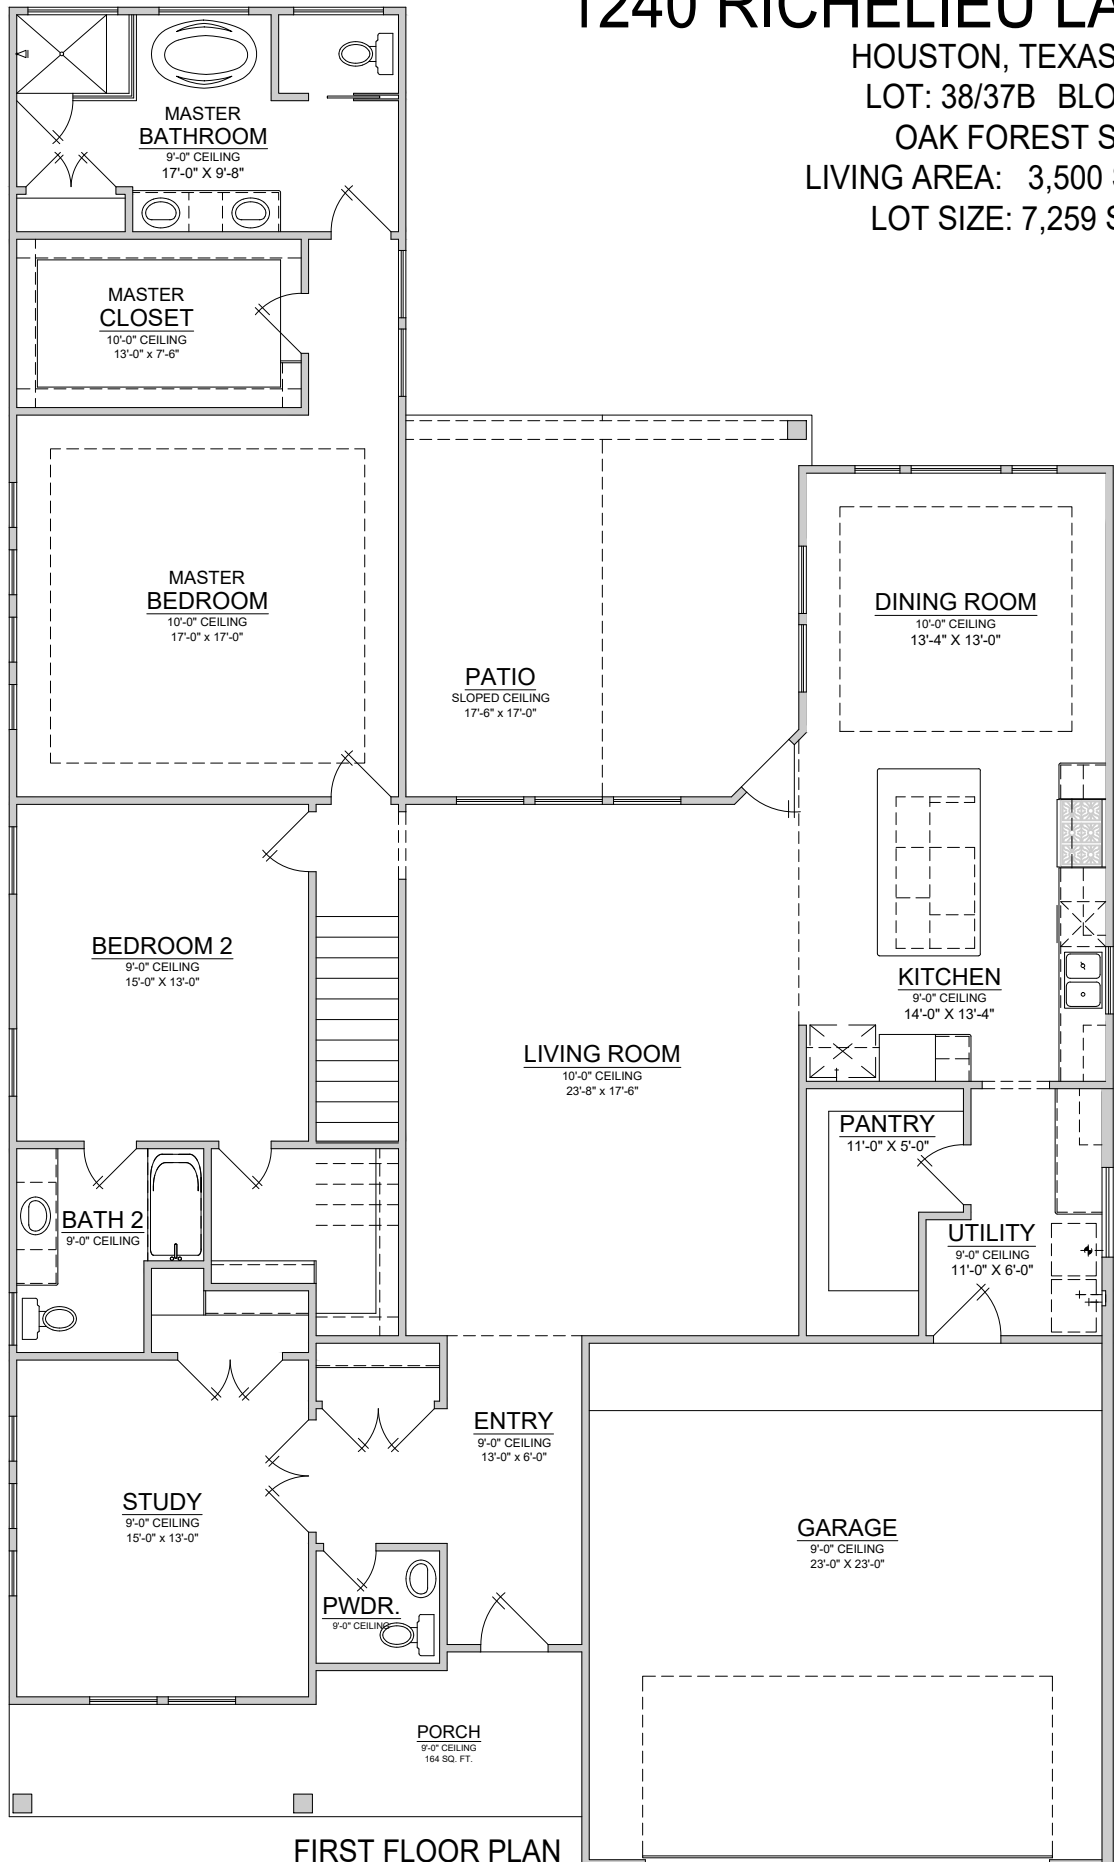 1240 RICHELIEU LA
HOUSTON, TEXAS
LOT: 38/37B BLO
OAK FOREST S
LIVING AREA: 3,500
LOT SIZE: 7,259 S
MASTER
BATHROOM
9'-0" CEILING
17'-0" X 9'-8"
MASTER
CLOSET
10'-0" CEILING
13'-0" x 7'-6"
MASTER
BEDROOM
10'-0" CEILING
17'-0" x 17'-0"
DINING ROOM
10'-0" CEILING
13'-4" X 13'-0"
PATIO
SLOPED CEILING
17'-6" x 17'-0"
BEDROOM 2
9'-0" CEILING
15'-0" X 13'-0"
KITCHEN
9'-0" CEILING
14'-0" X 13'-4"
LIVING ROOM
10'-0" CEILING
23'-8" x 17'-6"
PANTRY
11'-0" X 5'-0"
BATH 2
9'-0" CEILING
UTILITY
9'-0" CEILING
11'-0" X 6'-0"
ENTRY
9'-0" CEILING
13'-0" x 6'-0"
STUDY
9'-0" CEILING
15'-0" x 13'-0"
GARAGE
9'-0" CEILING
23'-0" X 23'-0"
PWDR.
9'-0" CEILING
PORCH
9'-0" CEILING
164 SQ. FT.
FIRST FLOOR PLAN